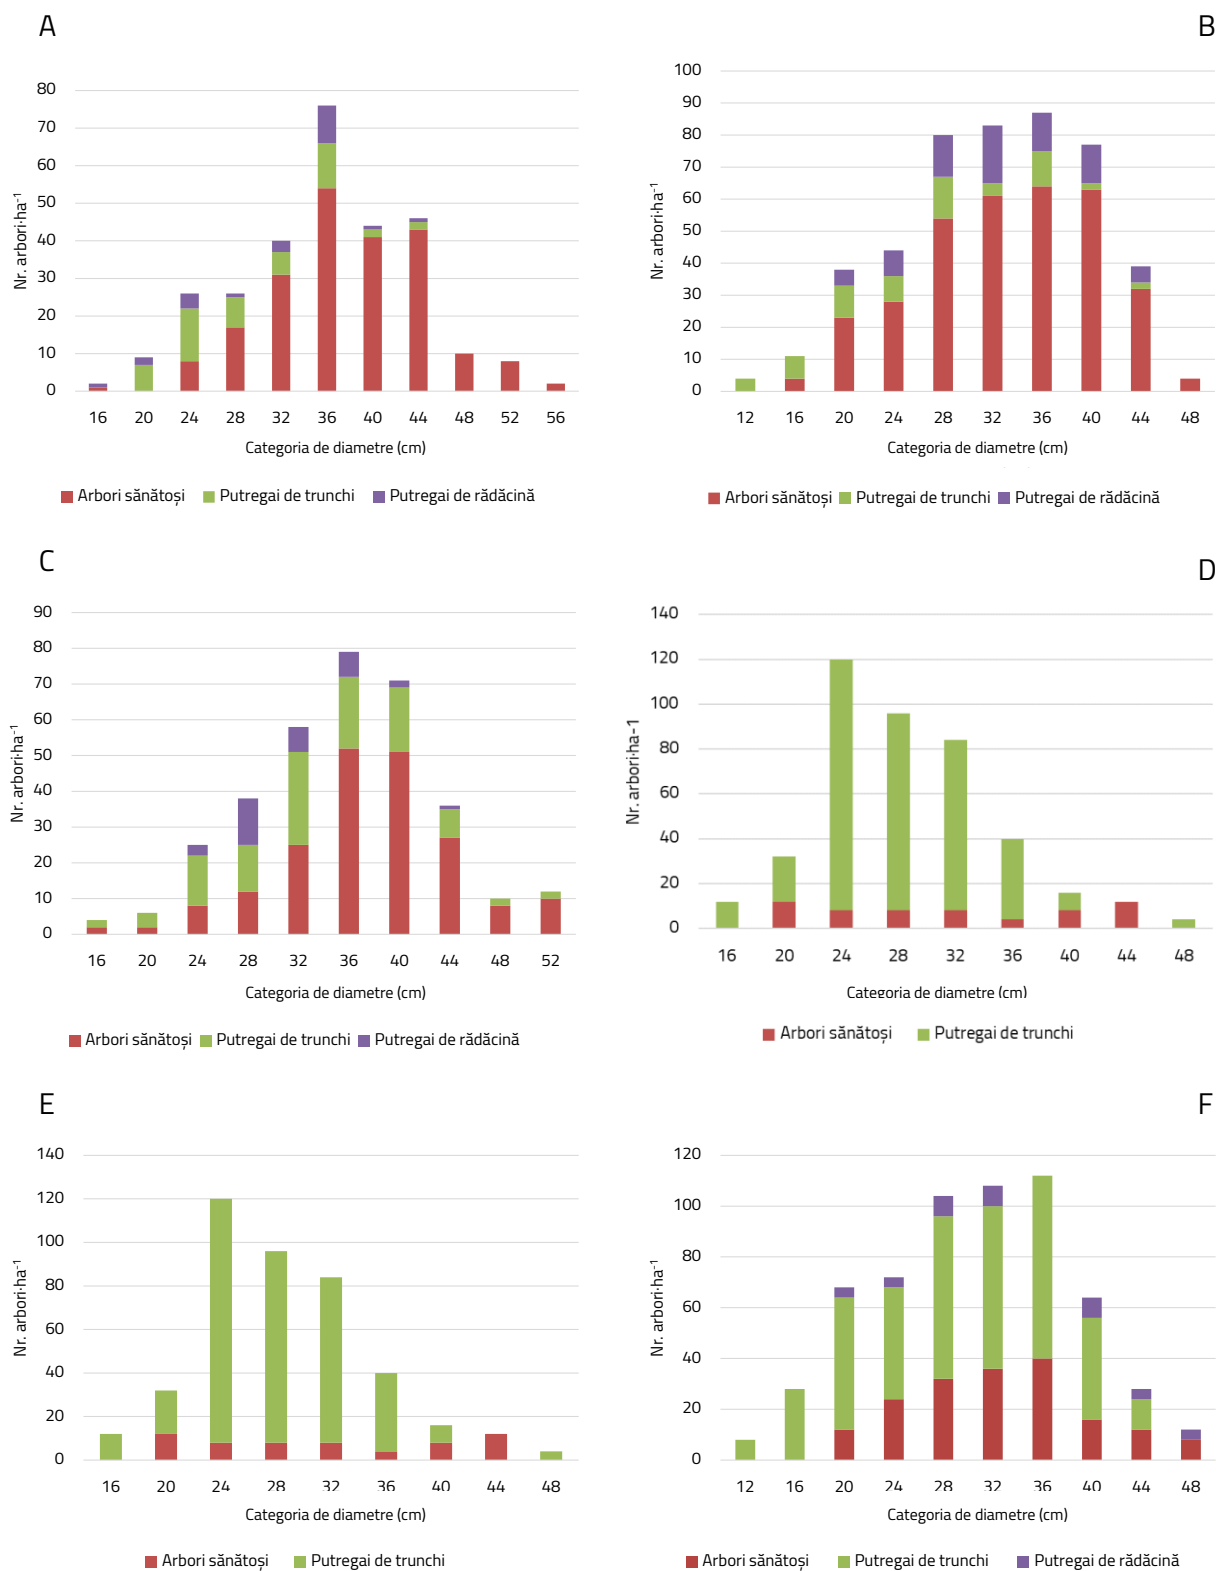 A
80
70
60
50
40
30
20
10
0
Nr. arbori·ha⁻¹
16 20 24 28 32 36 40 44 48 52 56
Categoria de diametre (cm)
Arbori sănătoși Putregai de trunchi Putregai de rădăcină
B
100
90
80
70
60
50
40
30
20
10
0
Nr. arbori·ha⁻¹
12 16 20 24 28 32 36 40 44 48
Categoria de diametre (cm)
Arbori sănătoși Putregai de trunchi Putregai de rădăcină
C
90
80
70
60
50
40
30
20
10
0
Nr. arbori·ha⁻¹
16 20 24 28 32 36 40 44 48 52
Categoria de diametre (cm)
Arbori sănătoși Putregai de trunchi Putregai de rădăcină
D
140
120
100
80
60
40
20
0
Nr. arbori·ha-1
16 20 24 28 32 36 40 44 48
Categoria de diametre (cm)
Arbori sănătoși Putregai de trunchi
E
140
120
100
80
60
40
20
0
Nr. arbori·ha⁻¹
16 20 24 28 32 36 40 44 48
Categoria de diametre (cm)
Arbori sănătoși Putregai de trunchi
F
120
100
80
60
40
20
0
Nr. arbori·ha⁻¹
12 16 20 24 28 32 36 40 44 48
Categoria de diametre (cm)
Arbori sănătoși Putregai de trunchi Putregai de rădăcină